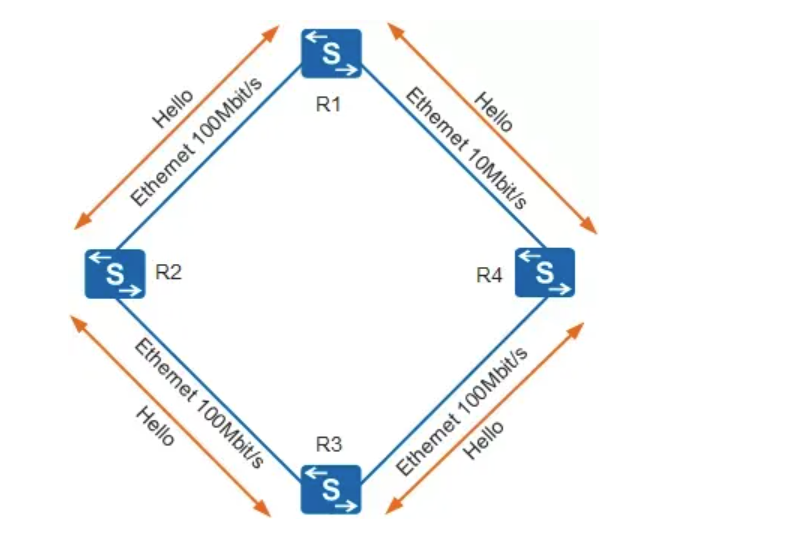 S
R1
Hello
Ethernet 100Mbit/s
Ethernet 10Mbit/s
Hello
S
R2
R4
S
Ethernet 100Mbit/s
Hello
Ethernet 100Mbit/s
Hello
R3
S